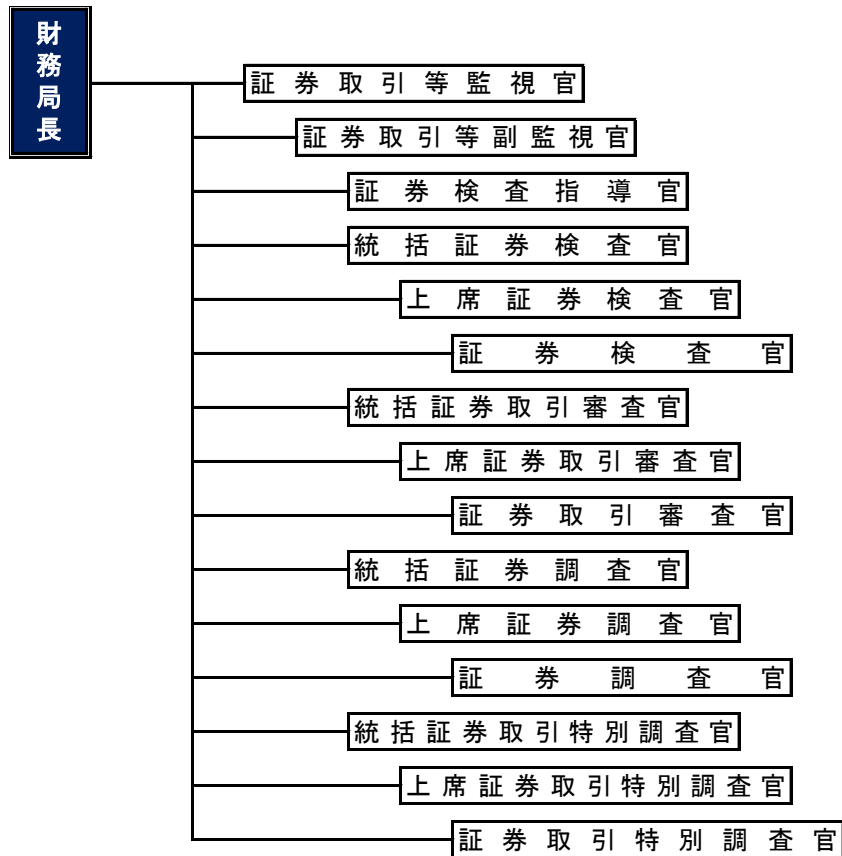 財務局長
証券取引等監視官
証券取引等副監視官
証券検査指導官
統括証券検査官
上席証券検査官
証券検査官
統括証券取引審査官
上席証券取引審査官
証券取引審査官
統括証券調査官
上席証券調査官
証券調査官
統括証券取引特別調査官
上席証券取引特別調査官
証券取引特別調査官